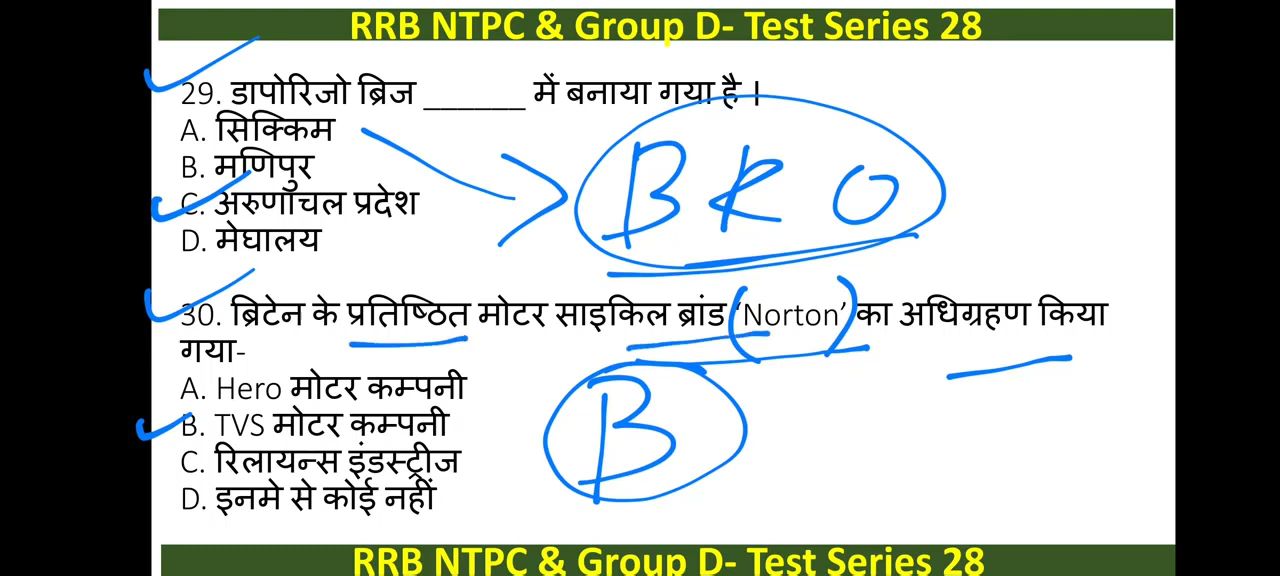 RRB NTPC & Group D- Test Series 28
29. डापोरिजो ब्रिज ______ में बनाया गया है ।
A. सिक्किम
B. मणिपुर
C. अरुणाचल प्रदेश
D. मेघालय
BRO
30. ब्रिटेन के प्रतिष्ठित मोटर साइकिल ब्रांड ‘Norton’ का अधिग्रहण किया
गया-
A. Hero मोटर कम्पनी
B. TVS मोटर कम्पनी
C. रिलायन्स इंडस्ट्रीज
D. इनमे से कोई नहीं
B
RRB NTPC & Group D- Test Series 28